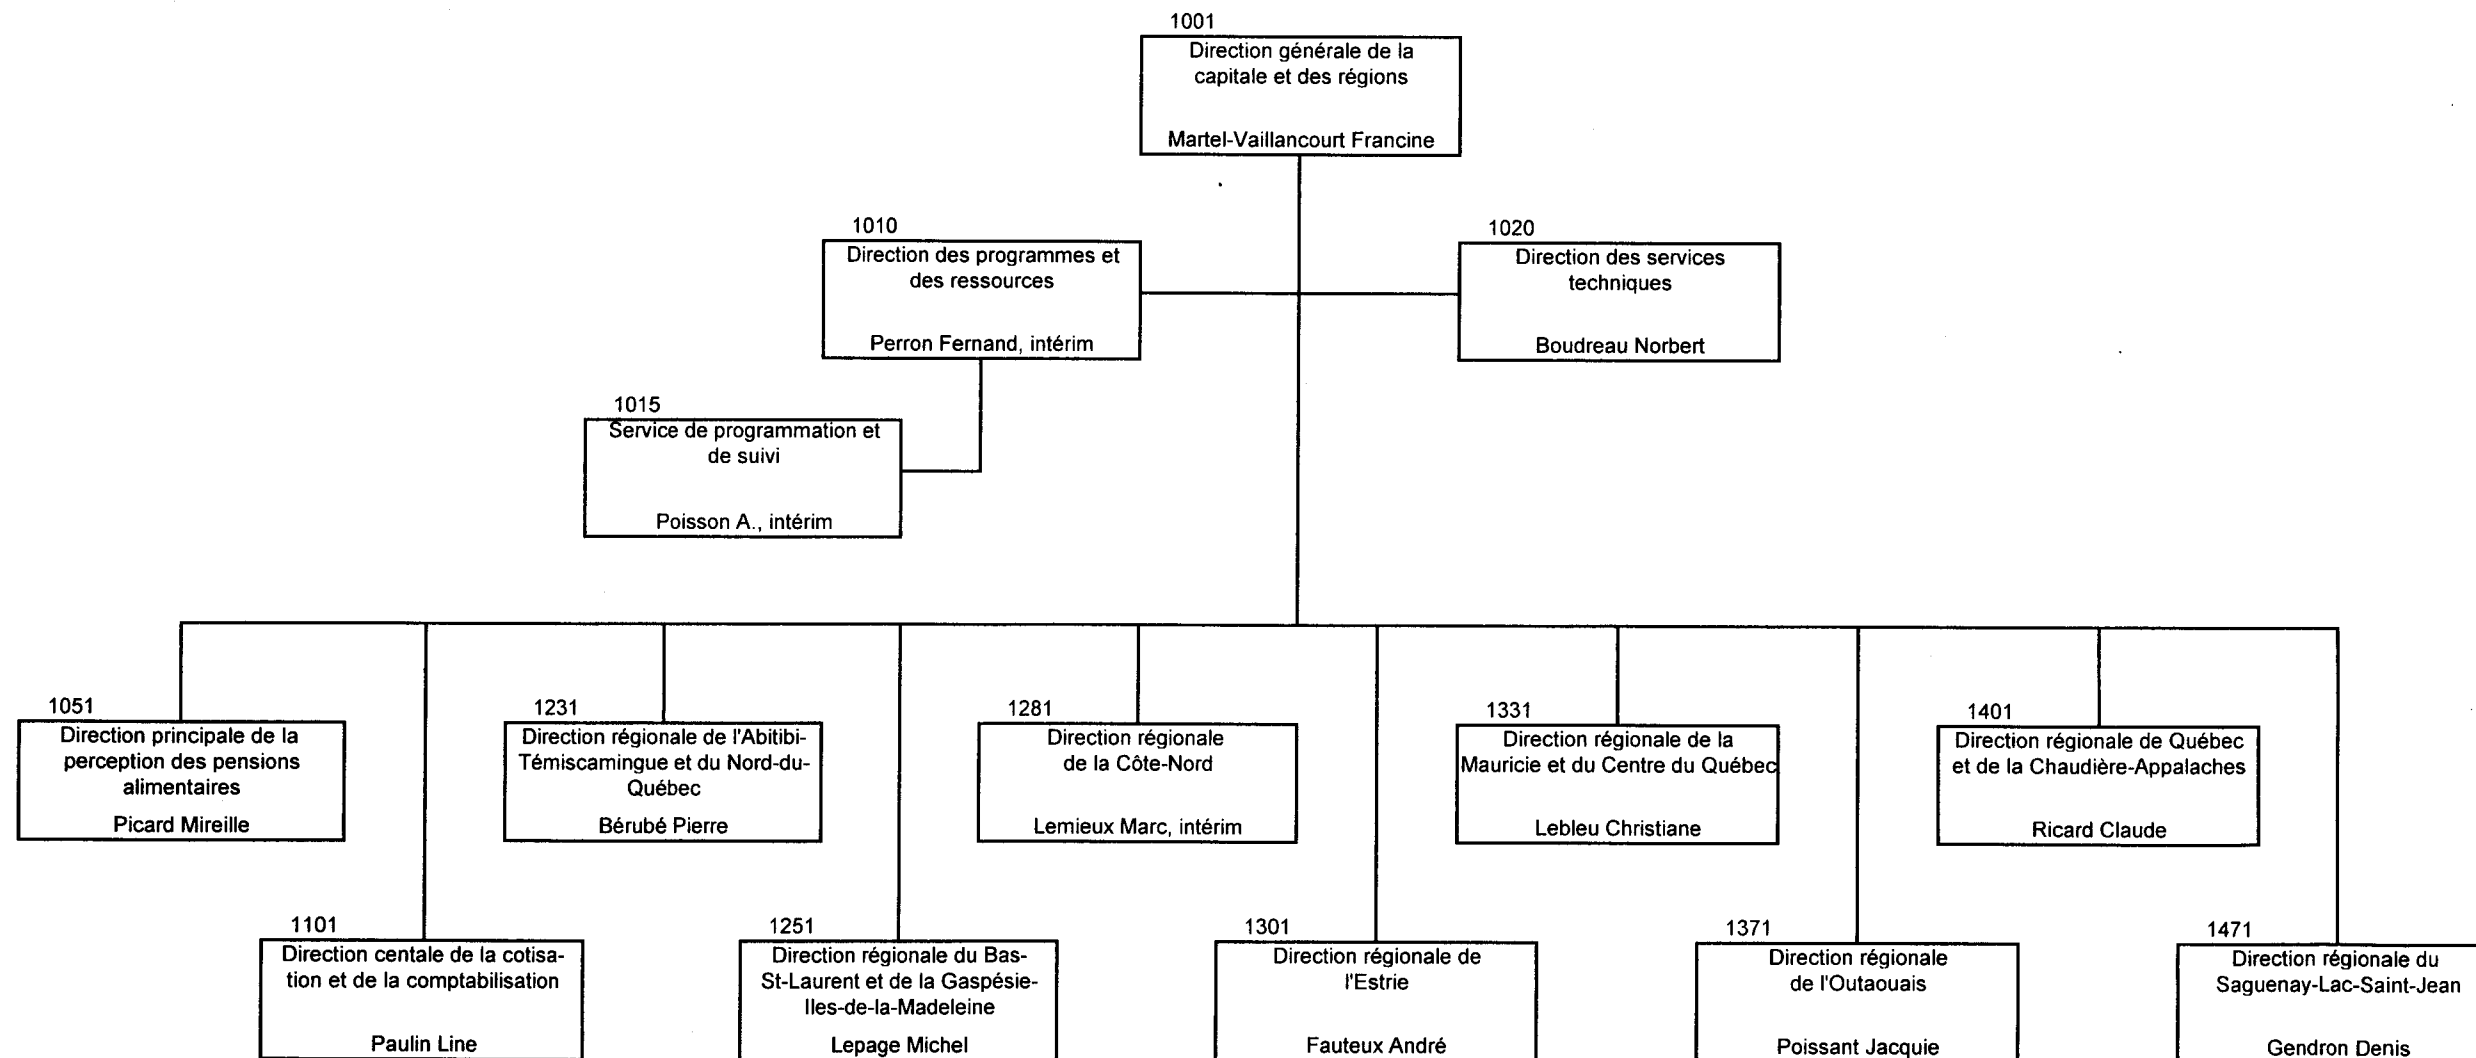 1001
Direction générale de la
capitale et des régions
Martel-Vaillancourt Francine
1010
Direction des programmes et
des ressources
Perron Fernand, intérim
1020
Direction des services
techniques
Boudreau Norbert
1015
Service de programmation et
de suivi
Poisson A., intérim
1051
Direction principale de la
perception des pensions
alimentaires
Picard Mireille
1231
Direction régionale de l'Abitibi-
Témiscamingue et du Nord-du-
Québec
Bérubé Pierre
1281
Direction régionale
de la Côte-Nord
Lemieux Marc, intérim
1331
Direction régionale de la
Mauricie et du Centre du Québec
Lebleu Christiane
1401
Direction régionale de Québec
et de la Chaudière-Appalaches
Ricard Claude
1101
Direction centale de la cotisa-
tion et de la comptabilisation
Paulin Line
1251
Direction régionale du Bas-
St-Laurent et de la Gaspésie-
Iles-de-la-Madeleine
Lepage Michel
1301
Direction régionale de
l'Estrie
Fauteux André
1371
Direction régionale
de l'Outaouais
Poissant Jacquie
1471
Direction régionale du
Saguenay-Lac-Saint-Jean
Gendron Denis